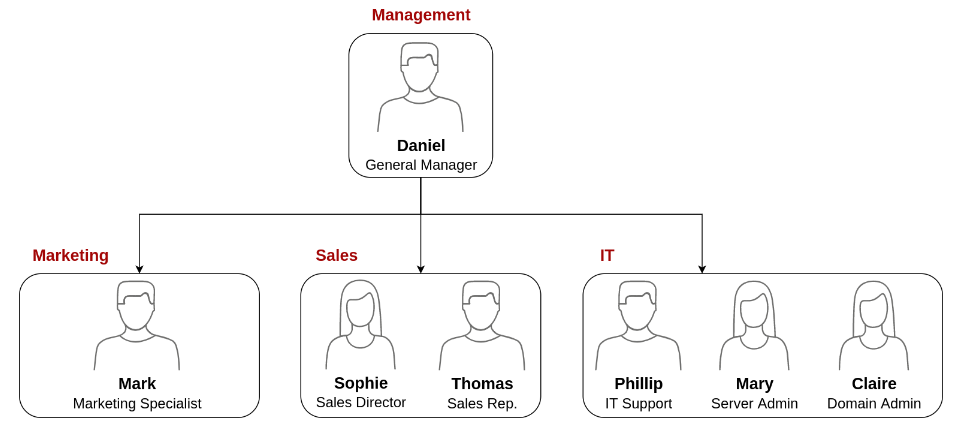 Management
Daniel
General Manager
Marketing
Sales
IT
Mark
Marketing Specialist
Sophie
Sales Director
Thomas
Sales Rep.
Phillip
IT Support
Mary
Server Admin
Claire
Domain Admin